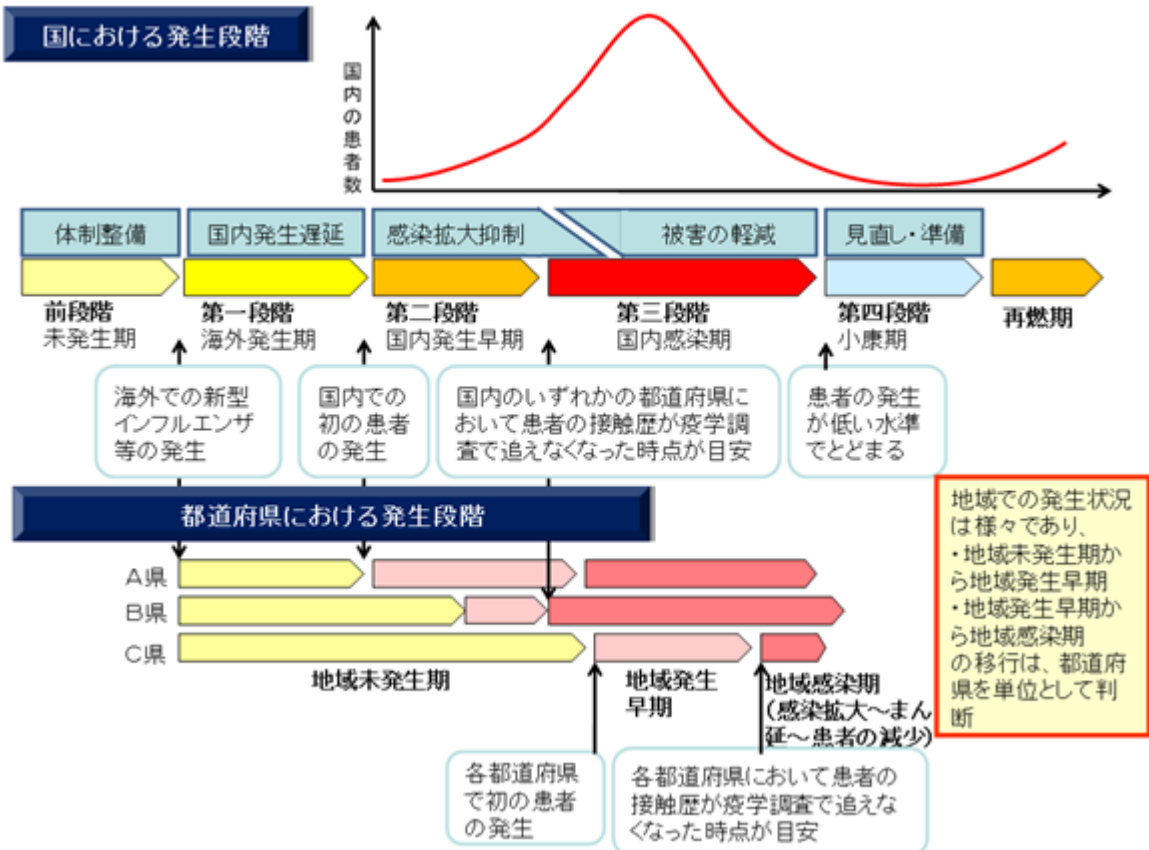 国における発生段階
国内の患者数
体制整備
国内発生遅延
感染拡大抑制
被害の軽減
見直し・準備
前段階
未発生期
第一段階
海外発生期
第二段階
国内発生早期
第三段階
国内感染期
第四段階
小康期
再燃期
海外での新型
インフルエンザ
等の発生
国内での
初の患者
の発生
国内のいずれかの都道府県に
おいて患者の接触歴が疫学調
査で追えなくなった時点が目安
患者の発生
が低い水準
でとどまる
都道府県における発生段階
A県
B県
C県
地域未発生期
地域発生
早期
地域感染期
(感染拡大～まん
延～患者の減少)
地域での発生状況
は様々であり、
・地域未発生期か
ら地域発生早期
・地域発生早期か
ら地域感染期
の移行は、都道府
県を単位として判
断
各都道府県
で初の患者
の発生
各都道府県において患者の
接触歴が疫学調査で追えな
くなった時点が目安